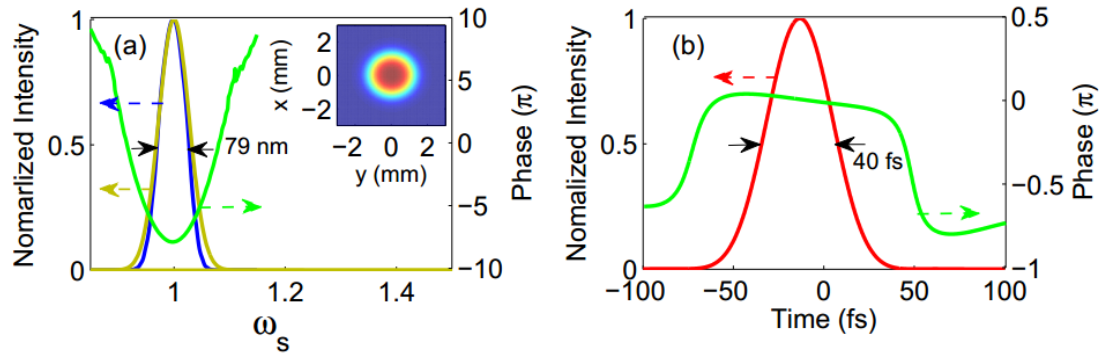 (a)
Nomarlized Intensity
1
0.5
0
1
1.2
1.4
ω_s
10
5
0
−5
−10
Phase (π)
79 nm
x (mm)
2
0
−2
−2
0
2
y (mm)
(b)
Nomarlized Intensity
1
0.5
0
−100
−50
0
50
100
Time (fs)
0.5
0
−0.5
−1
Phase (π)
40 fs